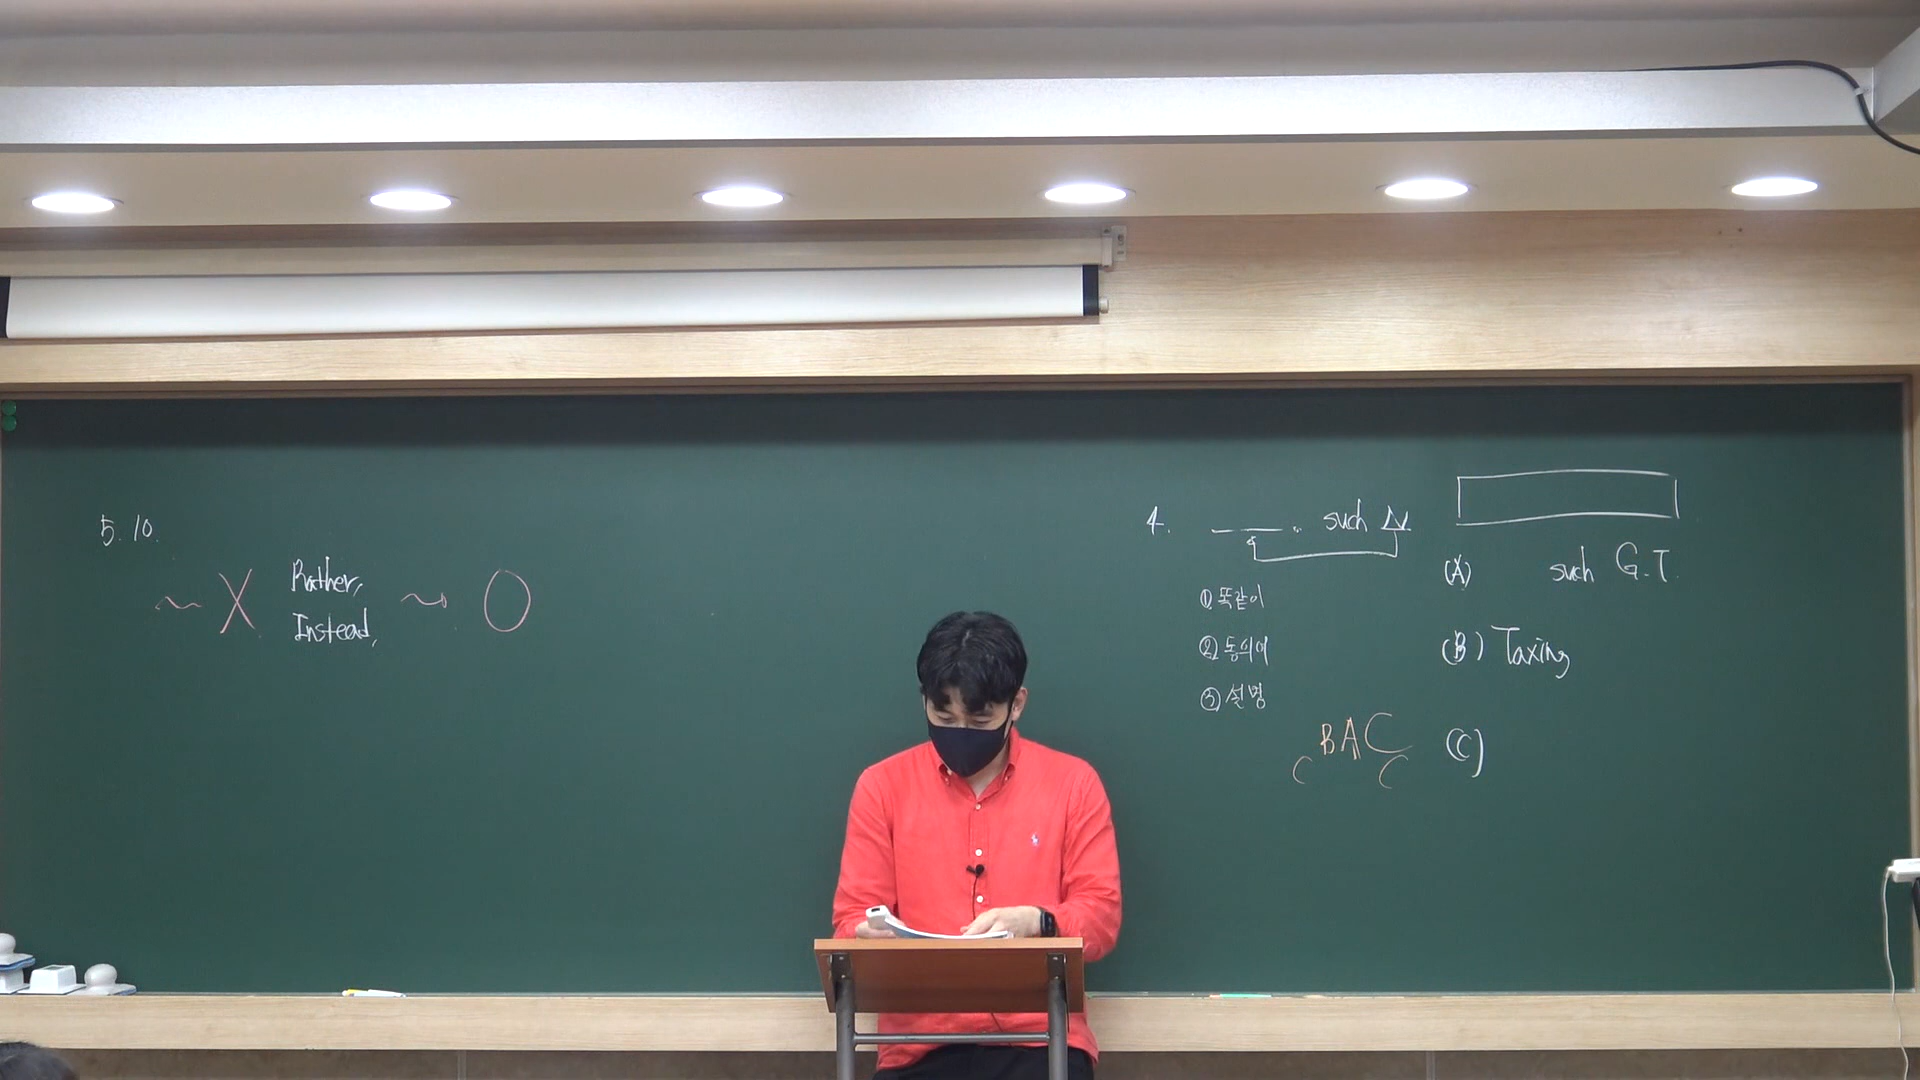 5. 10.
~ X Rather, ~ O
Instead,
4. ___. such N
① 똑같이
② 동의어
③ 설명
(A) such G.T.
(B) Taxing
BAC
C C
(C)